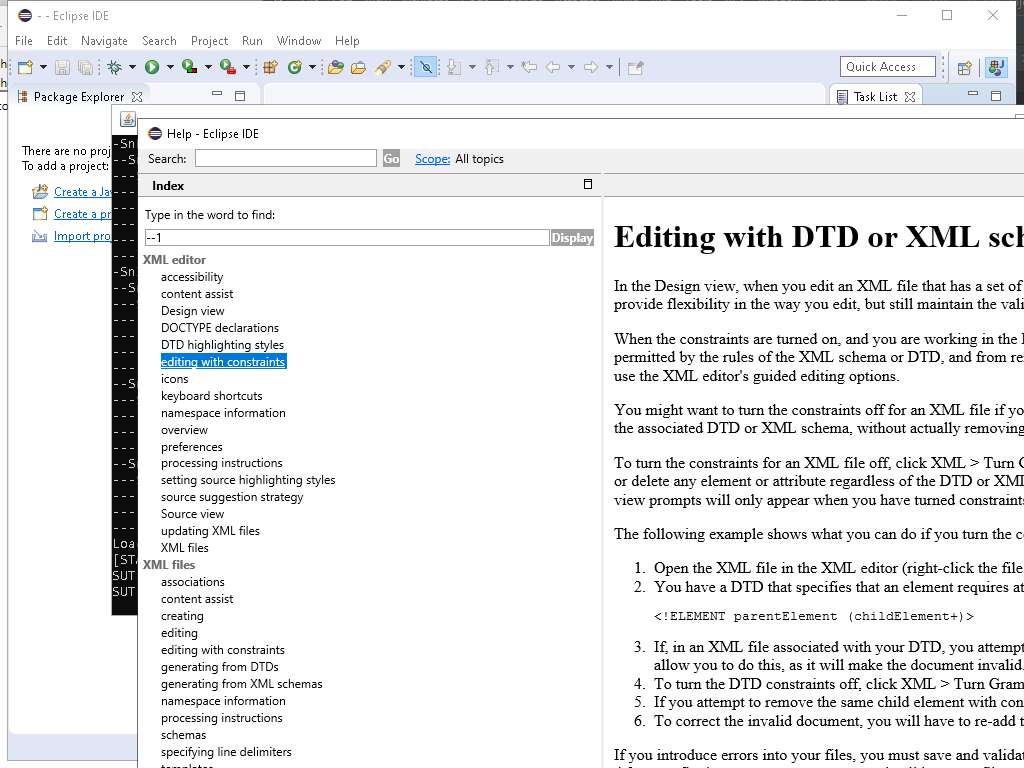 - - Eclipse IDE
File Edit Navigate Search Project Run Window Help
Quick Access
Package Explorer
Task List
There are no proj
To add a project:
Create a Ja
Create a pr
Import pro
Help - Eclipse IDE
Search:
Go
Scope: All topics
Index
Type in the word to find:
--1
Display
XML editor
accessibility
content assist
Design view
DOCTYPE declarations
DTD highlighting styles
editing with constraints
icons
keyboard shortcuts
namespace information
overview
preferences
processing instructions
setting source highlighting styles
source suggestion strategy
Source view
updating XML files
XML files
XML files
associations
content assist
creating
editing
editing with constraints
generating from DTDs
generating from XML schemas
namespace information
processing instructions
schemas
specifying line delimiters
templates
Loa
[STA
SUT
SUT
Editing with DTD or XML sch
In the Design view, when you edit an XML file that has a set of
provide flexibility in the way you edit, but still maintain the vali
When the constraints are turned on, and you are working in the
permitted by the rules of the XML schema or DTD, and from re
use the XML editor's guided editing options.
You might want to turn the constraints off for an XML file if yo
the associated DTD or XML schema, without actually removing
To turn the constraints for an XML file off, click XML > Turn G
or delete any element or attribute regardless of the DTD or XML
view prompts will only appear when you have turned constraints
The following example shows what you can do if you turn the co
1. Open the XML file in the XML editor (right-click the file
2. You have a DTD that specifies that an element requires at
<!ELEMENT parentElement (childElement+)>
3. If, in an XML file associated with your DTD, you attempt
allow you to do this, as it will make the document invalid.
4. To turn the DTD constraints off, click XML > Turn Gram
5. If you attempt to remove the same child element with con
6. To correct the invalid document, you will have to re-add t
If you introduce errors into your files, you must save and validat